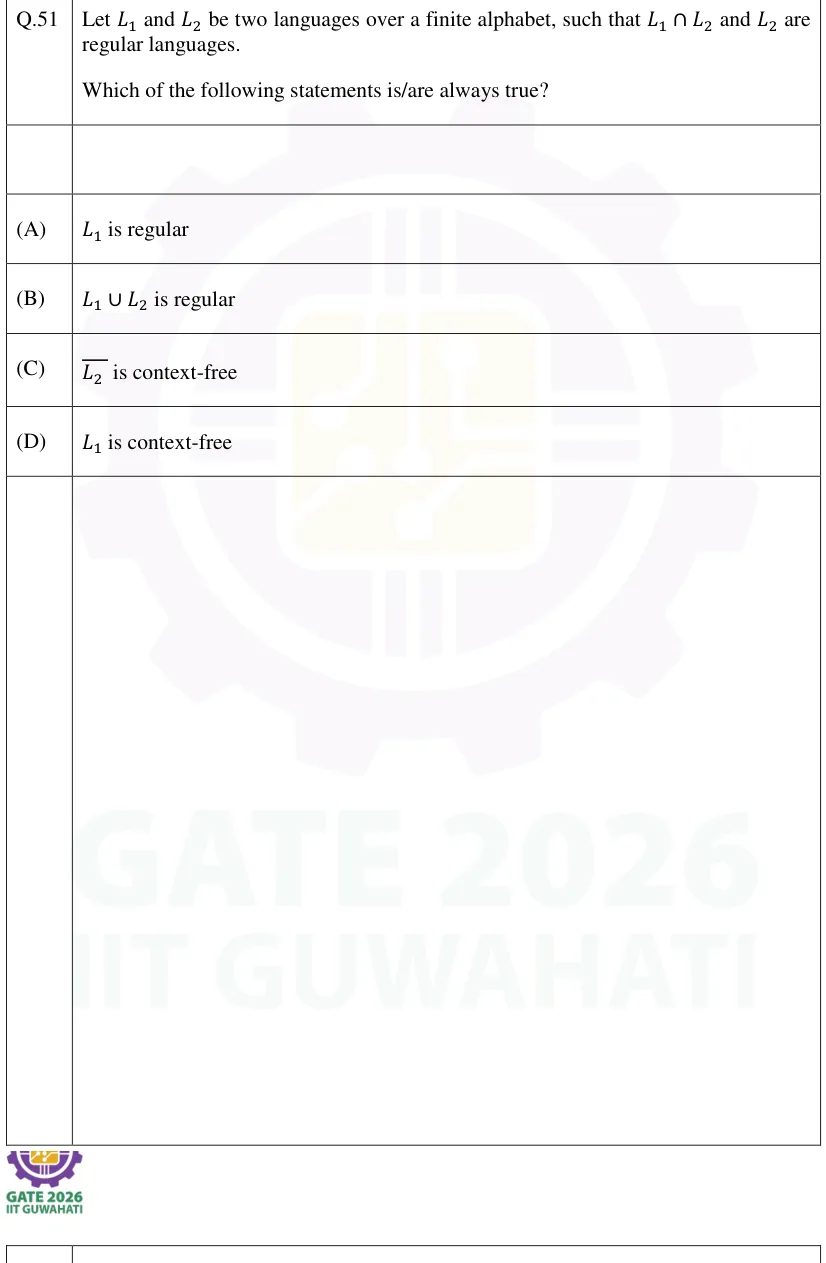 Q.51 Let L₁ and L₂ be two languages over a finite alphabet, such that L₁ ∩ L₂ and L₂ are
regular languages.
Which of the following statements is/are always true?
(A) L₁ is regular
(B) L₁ ∪ L₂ is regular
(C) L̅₂ is context-free
(D) L₁ is context-free
GATE 2026
IIT GUWAHATI
GATE 2026
IIT GUWAHATI